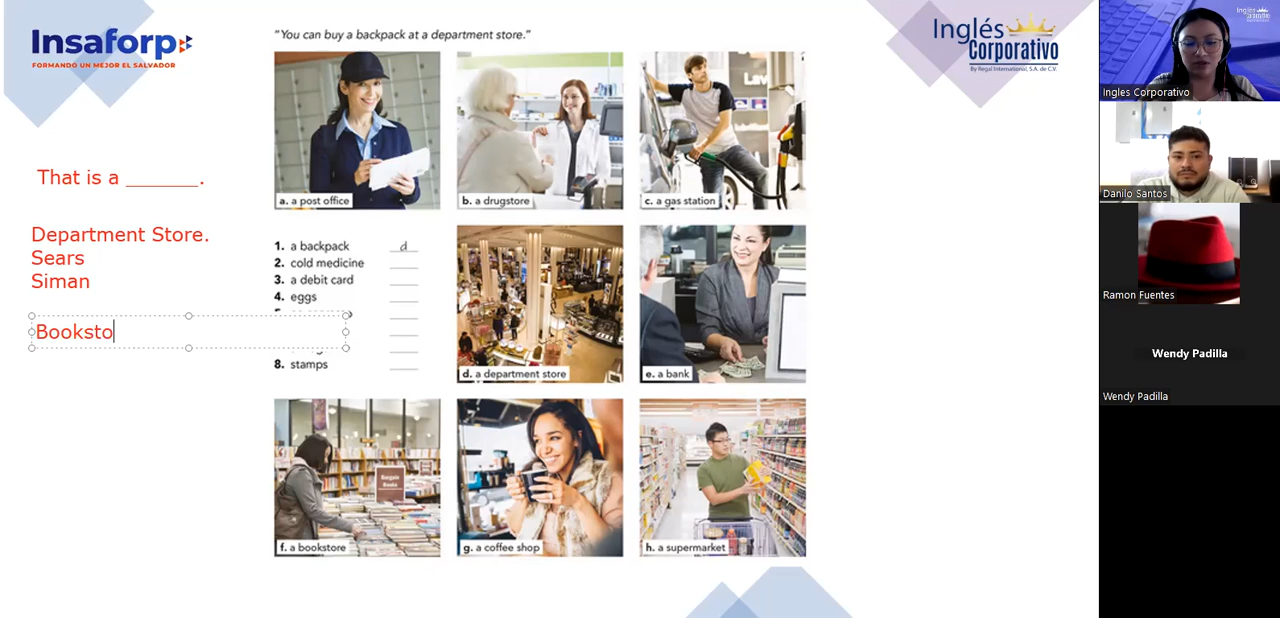 Insaforp
FORMANDO UN MEJOR EL SALVADOR
"You can buy a backpack at a department store."
Inglés
Corporativo
By Regal International, S.A. de C.V.
a. a post office
b. a drugstore
c. a gas station
That is a _______.
Department Store.
Sears
Siman
Booksto
1. a backpack d
2. cold medicine
3. a debit card
4. eggs
8. stamps
d. a department store
e. a bank
f. a bookstore
g. a coffee shop
h. a supermarket
Ingles Corporativo
Danilo Santos
Ramon Fuentes
Wendy Padilla
Wendy Padilla